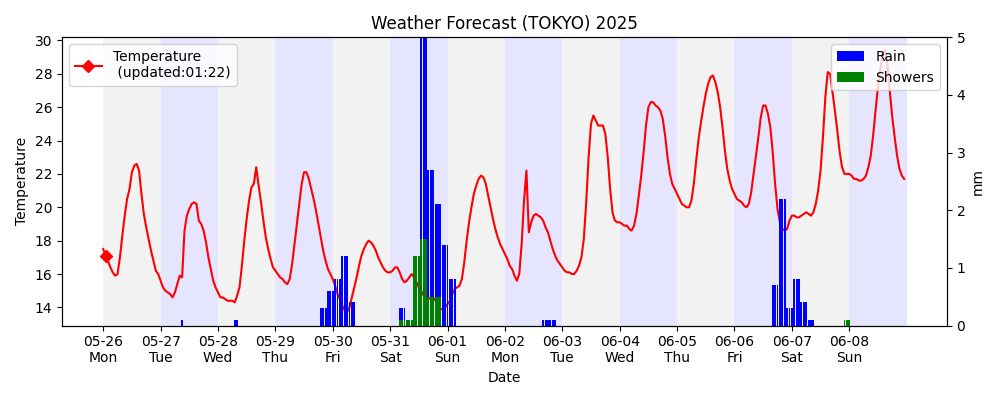 Weather Forecast (TOKYO) 2025
Temperature
(updated:01:22)
Rain
Showers
30
28
26
24
22
20
18
16
14
Temperature
5
4
3
2
1
0
mm
05-26 05-27 05-28 05-29 05-30 05-31 06-01 06-02 06-03 06-04 06-05 06-06 06-07 06-08
Mon Tue Wed Thu Fri Sat Sun Mon Tue Wed Thu Fri Sat Sun
Date